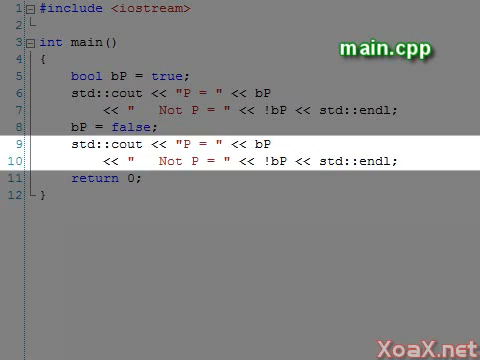 1 #include <iostream>
2
3 int main()
main.cpp
4 {
5 bool bP = true;
6 std::cout << "P = " << bP
7 << "   Not P = " << !bP << std::endl;
8 bP = false;
9 std::cout << "P = " << bP
10 << "   Not P = " << !bP << std::endl;
11 return 0;
12 }
XoaX.net